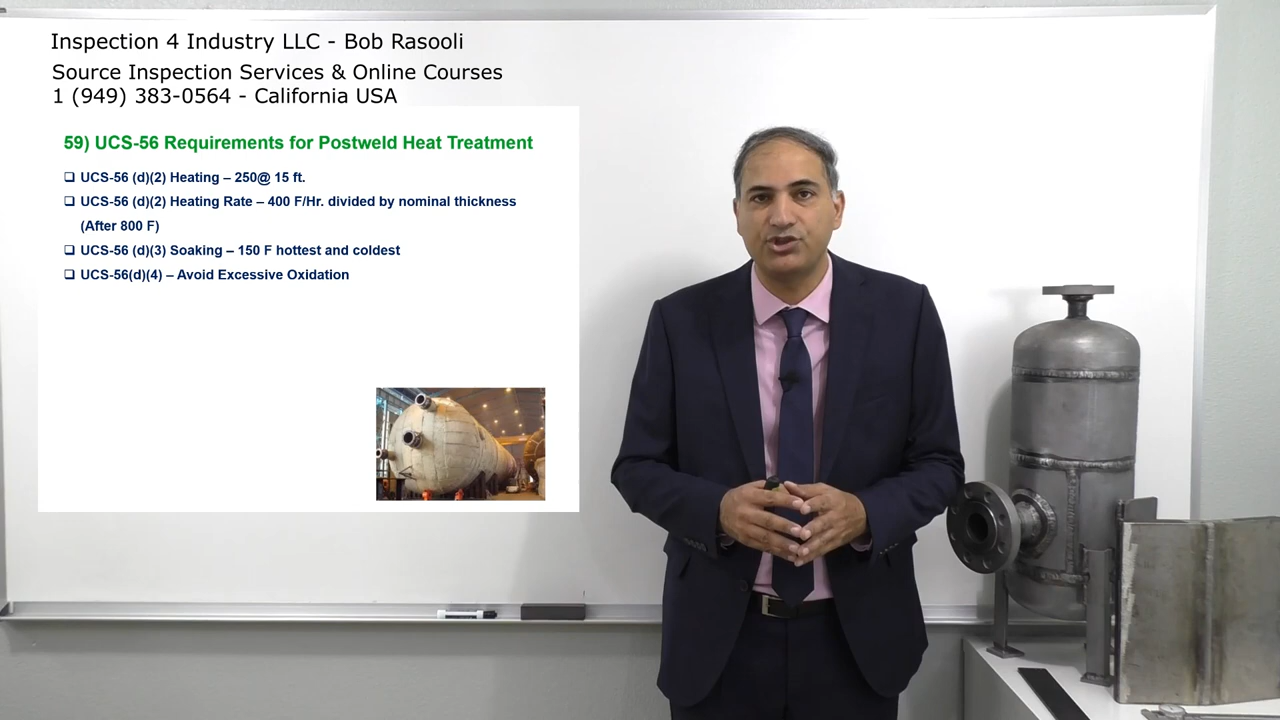 Inspection 4 Industry LLC - Bob Rasooli
Source Inspection Services & Online Courses
1 (949) 383-0564 - California USA
59) UCS-56 Requirements for Postweld Heat Treatment
❑ UCS-56 (d)(2) Heating – 250@ 15 ft.
❑ UCS-56 (d)(2) Heating Rate – 400 F/Hr. divided by nominal thickness
(After 800 F)
❑ UCS-56 (d)(3) Soaking – 150 F hottest and coldest
❑ UCS-56(d)(4) – Avoid Excessive Oxidation